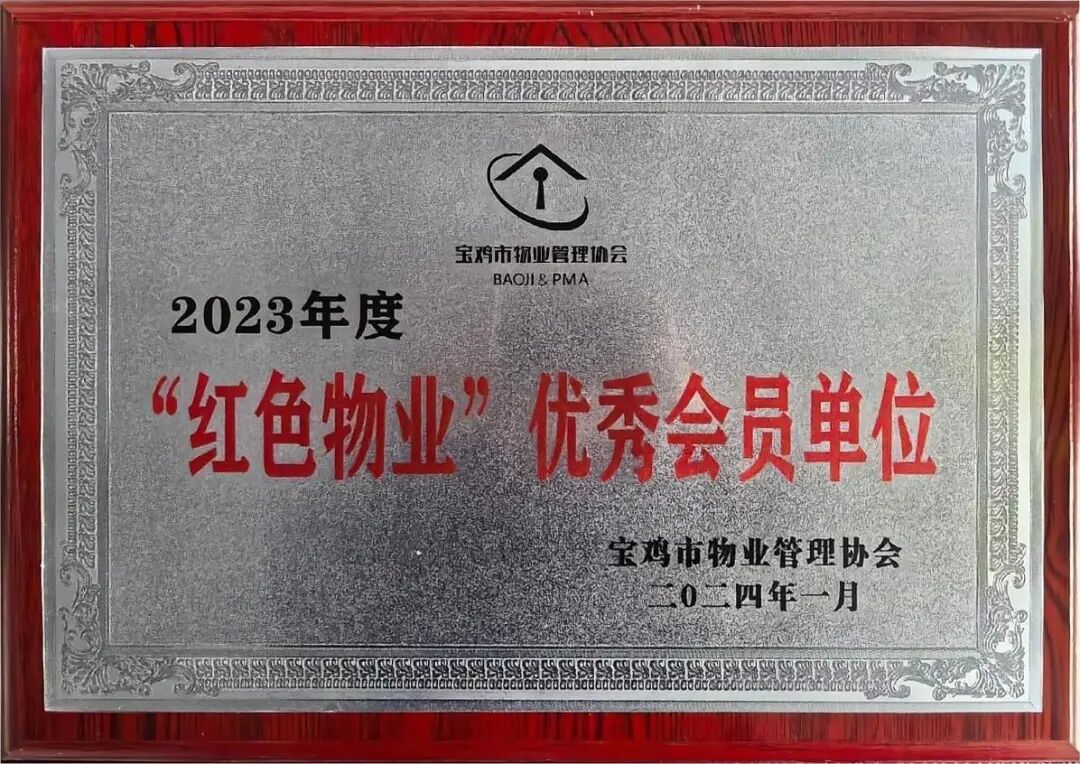 宝鸡市物业管理协会
BAOJI & PMA
2023年度
“红色物业”优秀会员单位
宝鸡市物业管理协会
二0二四年一月